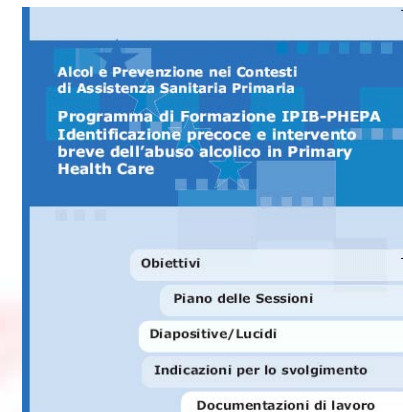 Alcol e Prevenzione nei Contesti
di Assistenza Sanitaria Primaria
Programma di Formazione IPIB-PHEPA
Identificazione precoce e intervento
breve dell'abuso alcolico in Primary
Health Care
Obiettivi
Piano delle Sessioni
Diapositive/Lucidi
Indicazioni per lo svolgimento
Documentazioni di lavoro